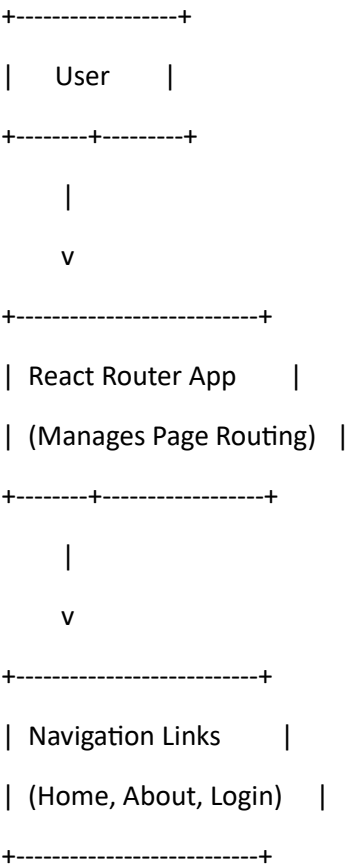 +------------------+
|     User       |
+--------+---------+
|
v
+---------------------------+
|  React Router App       |
|  (Manages Page Routing)   |
+--------+------------------+
|
v
+---------------------------+
|  Navigation Links       |
|  (Home, About, Login)    |
+---------------------------+